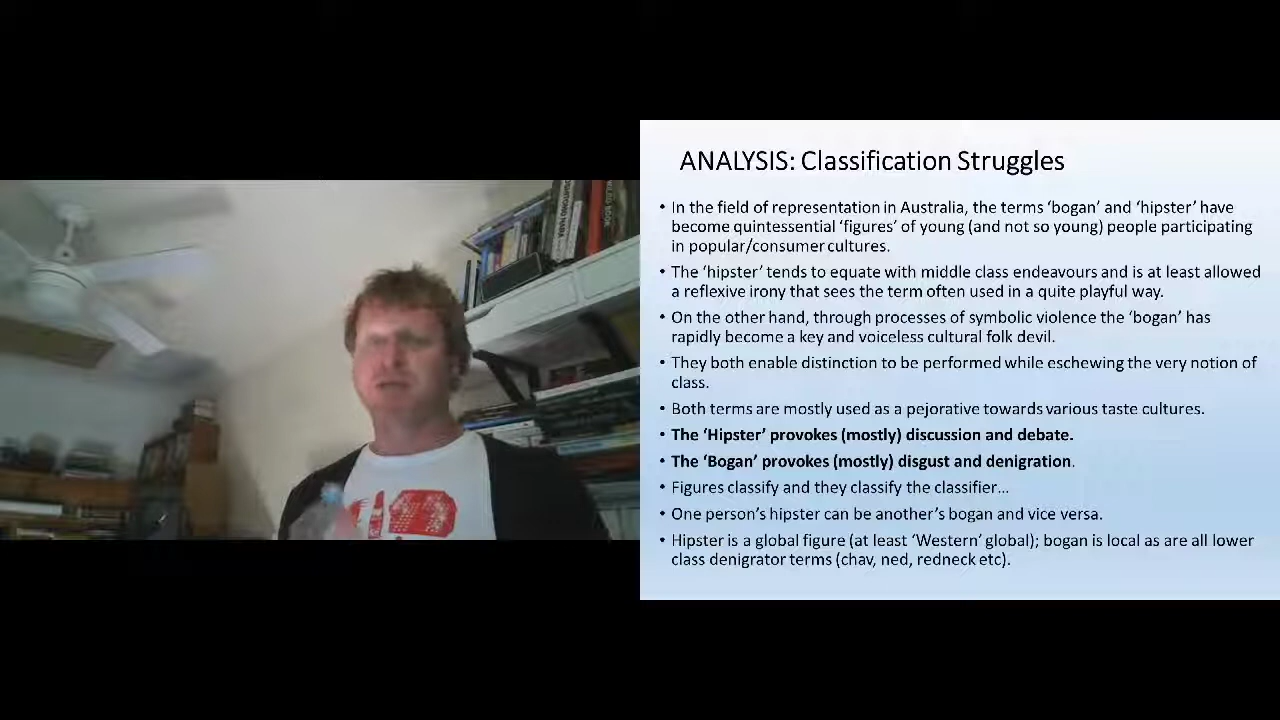 ANALYSIS: Classification Struggles
• In the field of representation in Australia, the terms ‘bogan’ and ‘hipster’ have
become quintessential ‘figures’ of young (and not so young) people participating
in popular/consumer cultures.
• The ‘hipster’ tends to equate with middle class endeavours and is at least allowed
a reflexive irony that sees the term often used in a quite playful way.
• On the other hand, through processes of symbolic violence the ‘bogan’ has
rapidly become a key and voiceless cultural folk devil.
• They both enable distinction to be performed while eschewing the very notion of
class.
• Both terms are mostly used as a pejorative towards various taste cultures.
• The ‘Hipster’ provokes (mostly) discussion and debate.
• The ‘Bogan’ provokes (mostly) disgust and denigration.
• Figures classify and they classify the classifier…
• One person’s hipster can be another’s bogan and vice versa.
• Hipster is a global figure (at least ‘Western’ global); bogan is local as are all lower
class denigrator terms (chav, ned, redneck etc).